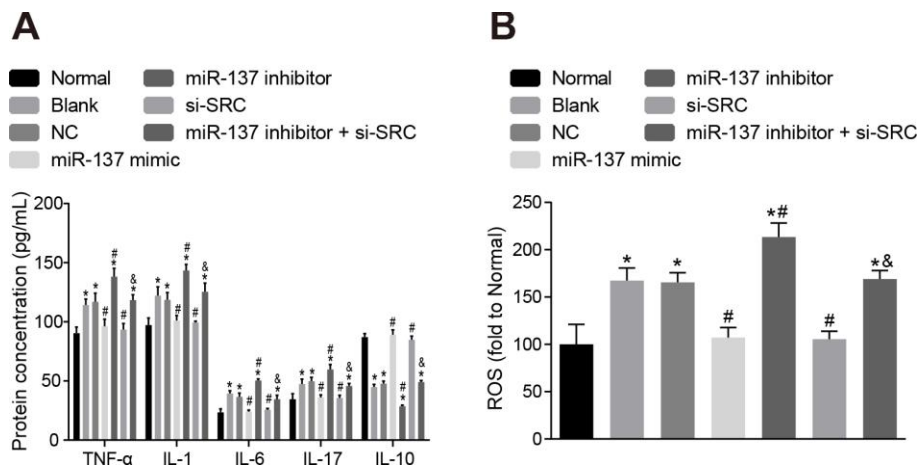 A
Normal
Blank
NC
miR-137 mimic
miR-137 inhibitor
si-SRC
miR-137 inhibitor + si-SRC
Protein concentration (pg/mL)
200
150
100
50
0
* * # #* # &*
* * # #* # &*
* * # #* # &*
* * # #* # &*
* * # #* # &*
TNF-α IL-1 IL-6 IL-17 IL-10
B
Normal
Blank
NC
miR-137 mimic
miR-137 inhibitor
si-SRC
miR-137 inhibitor + si-SRC
ROS (fold to Normal)
250
200
150
100
50
0
* * # *# # *&